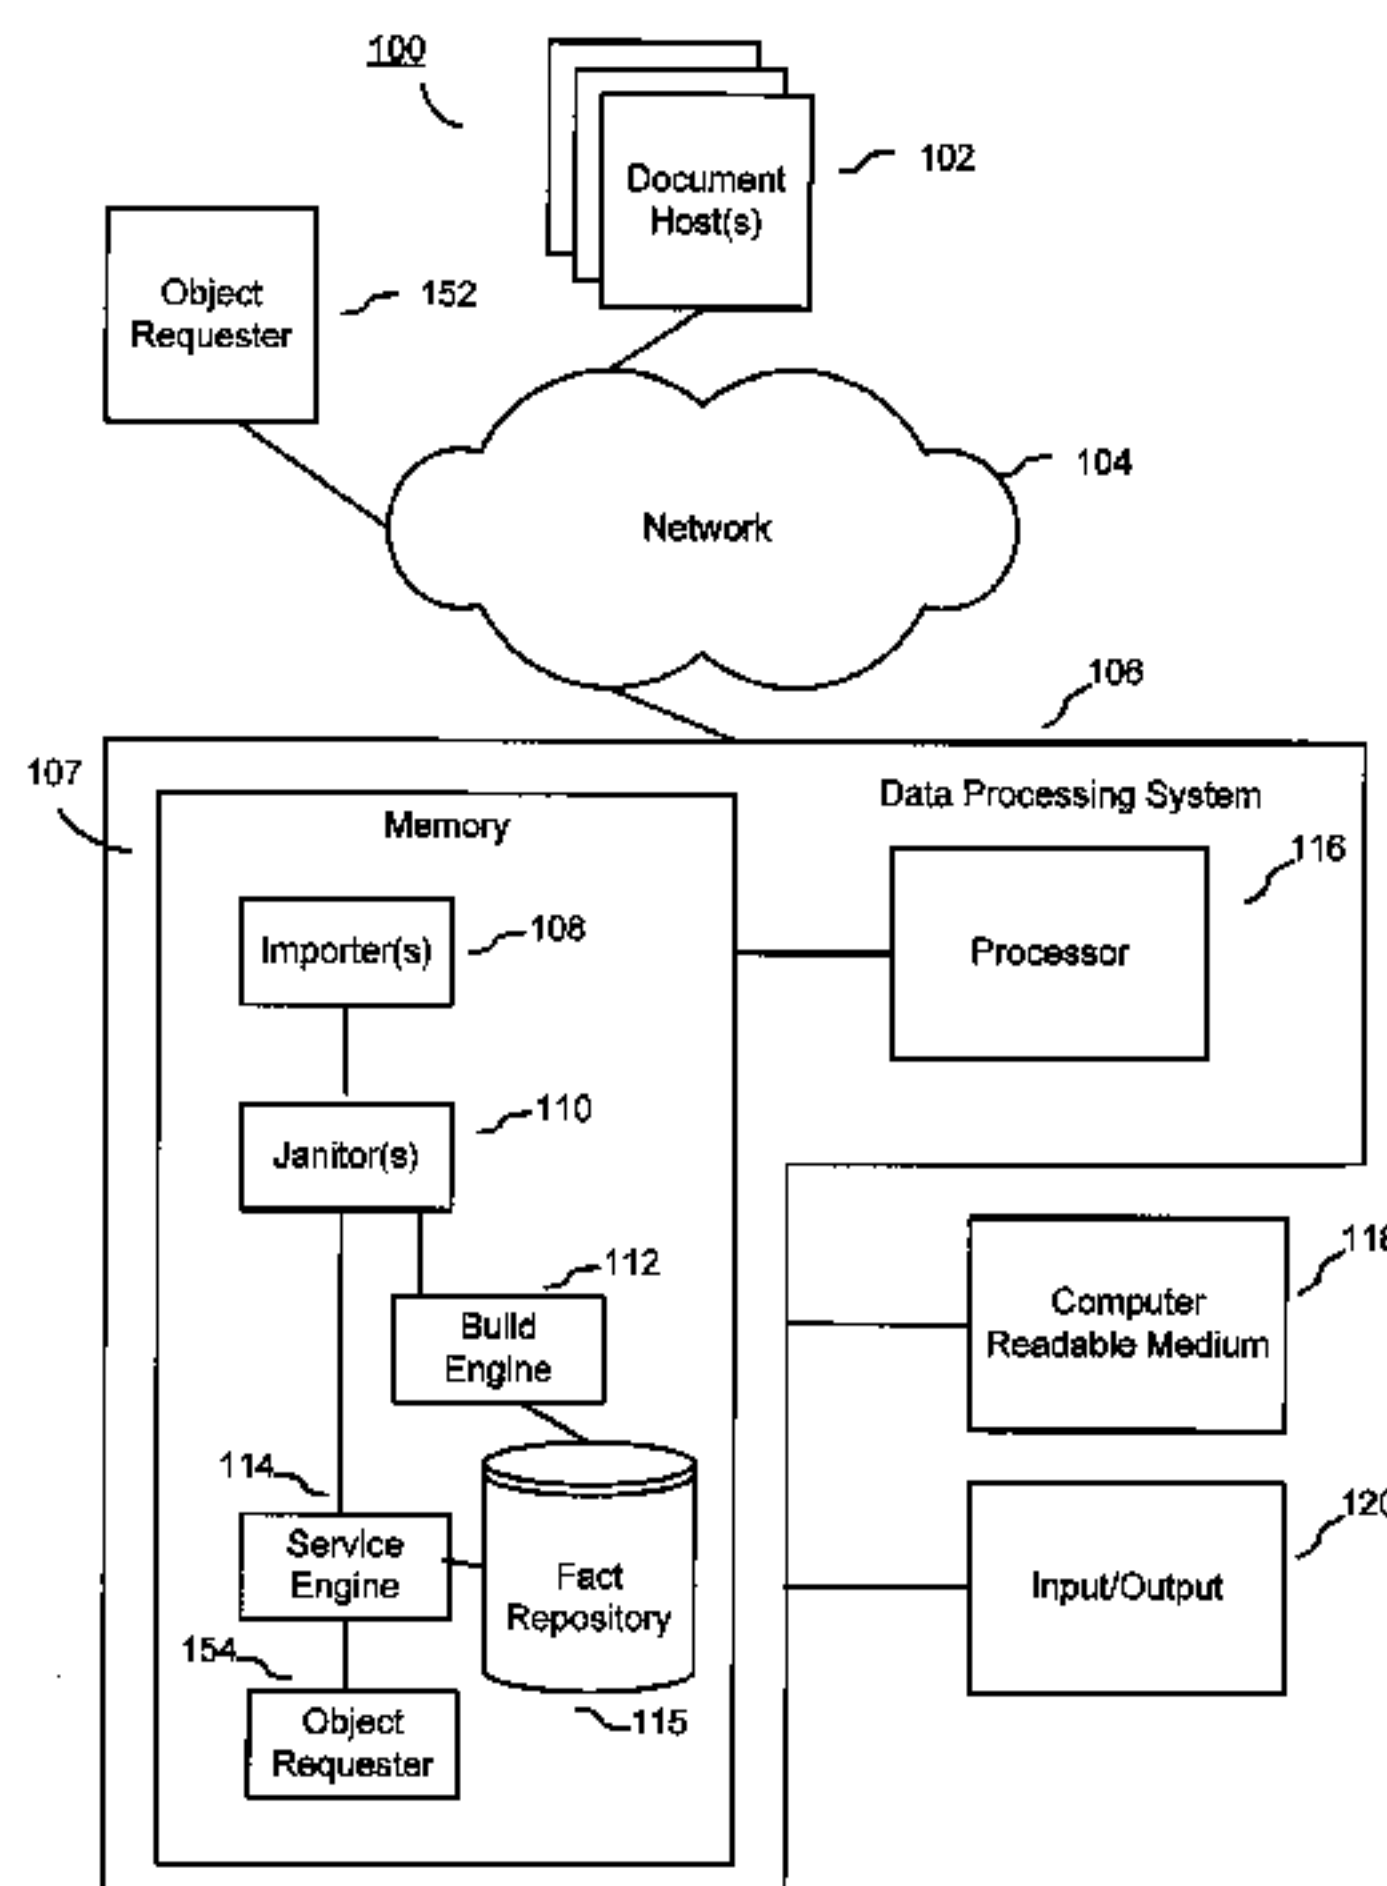 100
Document
Host(s)
102
Object
Requester
152
Network
104
106
107
Data Processing System
Memory
116
Processor
Importer(s)
108
Janitor(s)
110
112
Build
Engine
118
Computer
Readable Medium
114
Service
Engine
Fact
Repository
120
Input/Output
154
115
Object
Requester